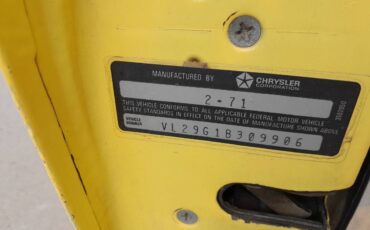 MANUFACTURED BY CHRYSLER CORPORATION
2-71
THIS VEHICLE CONFORMS TO ALL APPLICABLE FEDERAL MOTOR VEHICLE
SAFETY STANDARDS IN EFFECT ON THE DATE OF MANUFACTURE SHOWN ABOVE
VEHICLE NUMBER VL29G1B309906